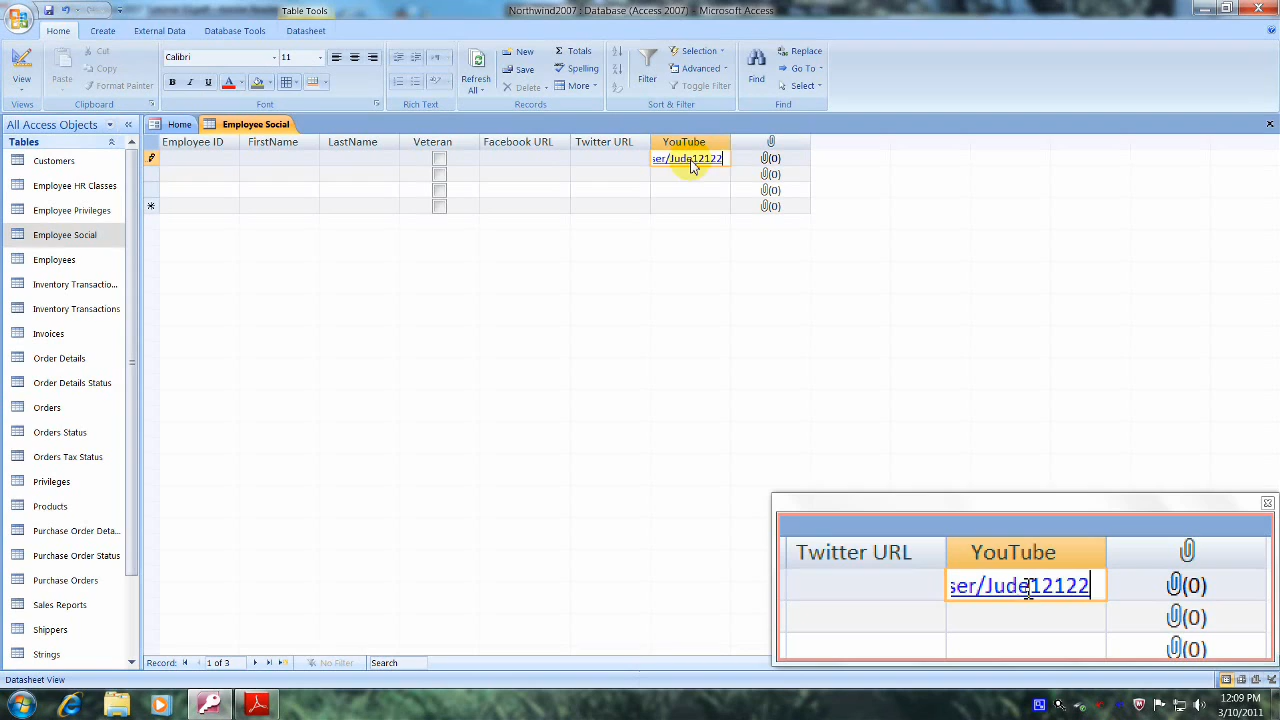 Table Tools
Northwind2007 : Database (Access 2007) - Microsoft Access
Home Create External Data Database Tools Datasheet
View
Views
Paste
Cut
Copy
Format Painter
Clipboard
Calibri 11
B I U A
Font
Rich Text
Refresh All
New
Save
Delete
Totals
Spelling
More
Records
Filter
Selection
Advanced
Toggle Filter
Sort & Filter
Find
Replace
Go To
Select
Find
All Access Objects
Tables
Customers
Employee HR Classes
Employee Privileges
Employee Social
Employees
Inventory Transactio...
Inventory Transactions
Invoices
Order Details
Order Details Status
Orders
Orders Status
Orders Tax Status
Privileges
Products
Purchase Order Deta...
Purchase Order Status
Purchase Orders
Sales Reports
Shippers
Strings
Home Employee Social
Employee ID FirstName LastName Veteran Facebook URL Twitter URL YouTube
ser/Jude12122 (0)
(0)
(0)
(0)
Twitter URL YouTube
ser/Jude12122 (0)
(0)
(0)
Record: 1 of 3 No Filter Search
Datasheet View
12:09 PM
3/10/2011